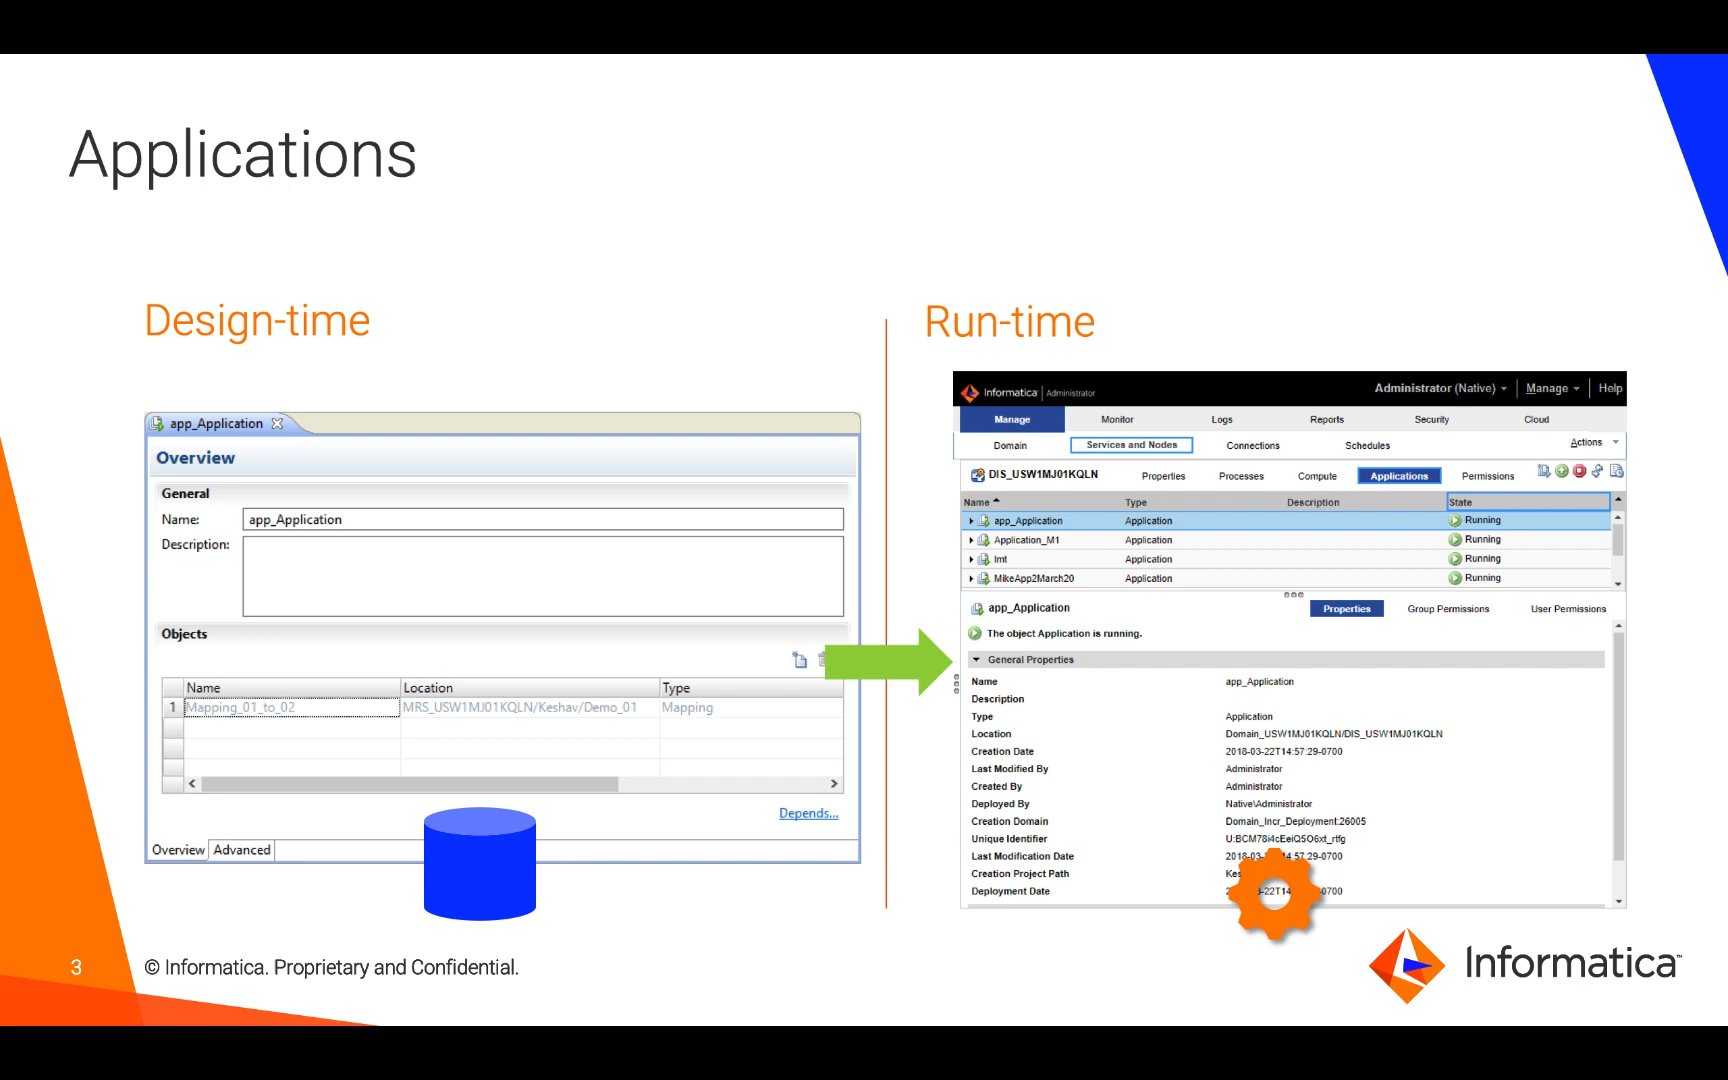 Applications
Design-time
app_Application
Overview
General
Name: app_Application
Description:
Objects
Name Location Type
1 Mapping_01_to_02 MRS_USW1MJ01KQLN/Keshav/Demo_01 Mapping
Depends...
Overview Advanced
Run-time
Informatica Administrator Administrator (Native) Manage Help
Manage Monitor Logs Reports Security Cloud
Domain Services and Nodes Connections Schedules Actions
DIS_USW1MJ01KQLN Properties Processes Compute Applications Permissions
Name Type Description State
app_Application Application Running
Application_M1 Application Running
lmt Application Running
MikeApp2March20 Application Running
app_Application Properties Group Permissions User Permissions
The object Application is running.
General Properties
Name app_Application
Description
Type Application
Location Domain_USW1MJ01KQLN/DIS_USW1MJ01KQLN
Creation Date 2018-03-22T14:57:29-0700
Last Modified By Administrator
Created By Administrator
Deployed By Native\Administrator
Creation Domain Domain_Incr_Deployment:26005
Unique Identifier
Last Modification Date
Creation Project Path
Deployment Date
3 © Informatica. Proprietary and Confidential.
Informatica™